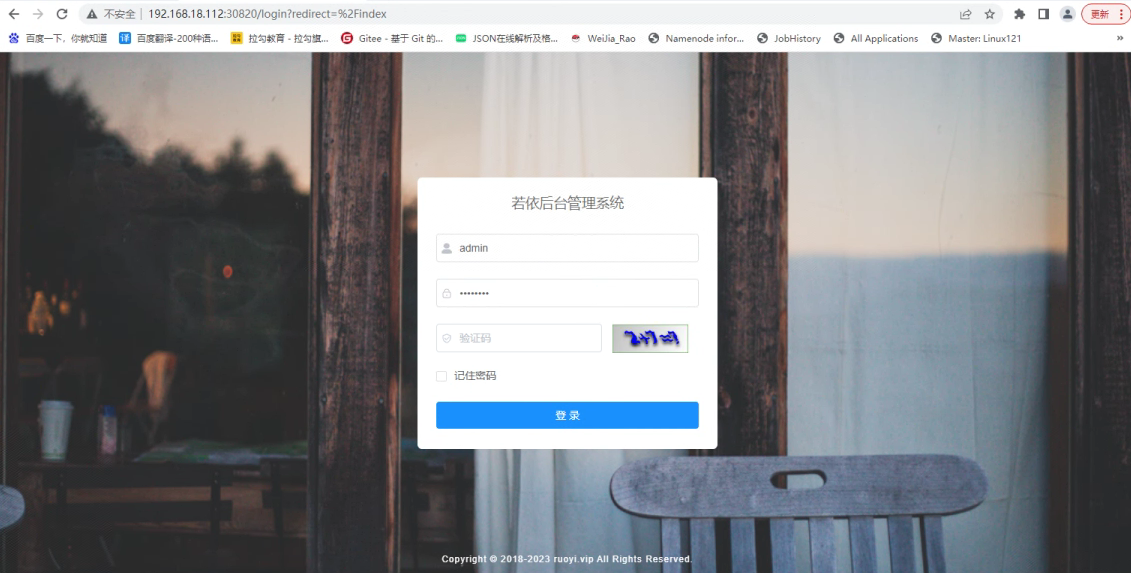 不安全 192.168.18.112:30820/login?redirect=%2Findex 更新
百度一下，你就知道 译 百度翻译-200种语... 拉勾教育 - 拉勾旗... Gitee - 基于 Git 的... JSON在线解析及格... WeiJia_Rao Namenode infor... JobHistory All Applications Master: Linux121 »
若依后台管理系统
admin
••••••••
验证码
记住密码
登 录
Copyright © 2018-2023 ruoyi.vip All Rights Reserved.